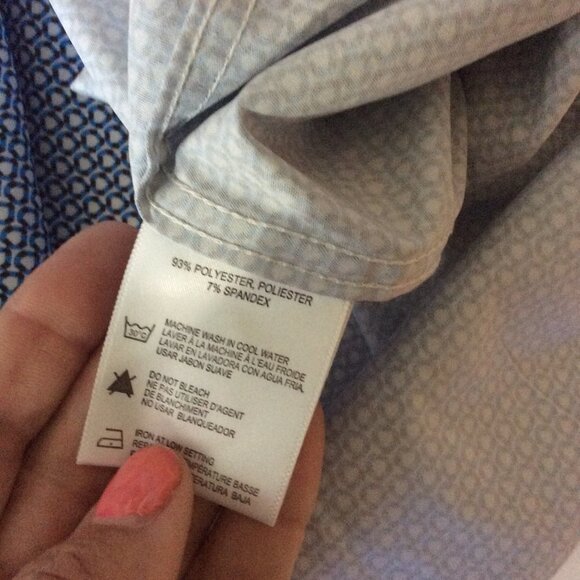 93% POLYESTER, POLIESTER
7% SPANDEX
30°C
MACHINE WASH IN COOL WATER
LAVER À LA MACHINE À L'EAU FROIDE
LAVAR EN LAVADORA CON AGUA FRIA.
USAR JABON SUAVE
DO NOT BLEACH
NE PAS UTILISER D'AGENT
DE BLANCHIMENT
NO USAR BLANQUEADOR
IRON AT LOW SETTING
BASSE
BAJA